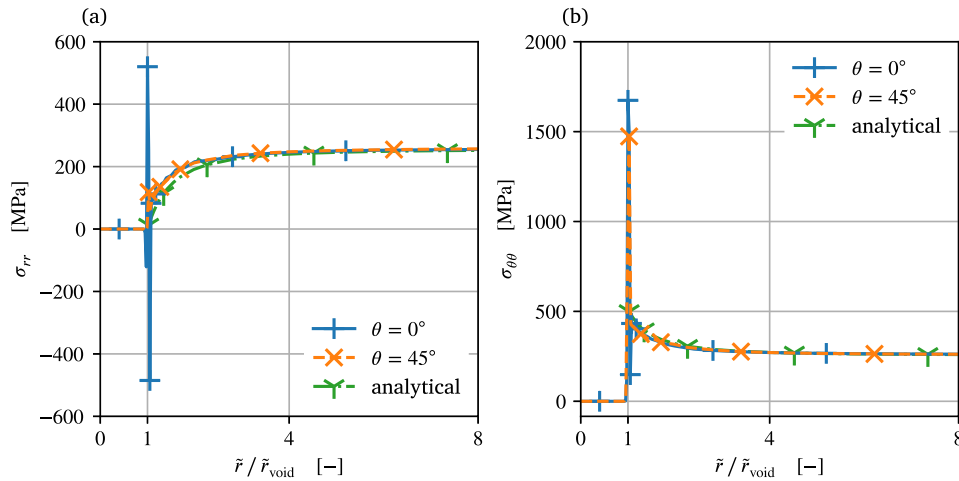 (a)
600
400
200
0
−200
−400
−600
σrr [MPa]
0 1 4 8
r̃ / r̃void [−]
θ = 0°
θ = 45°
analytical
(b)
2000
1500
1000
500
0
σθθ [MPa]
0 1 4 8
r̃ / r̃void [−]
θ = 0°
θ = 45°
analytical